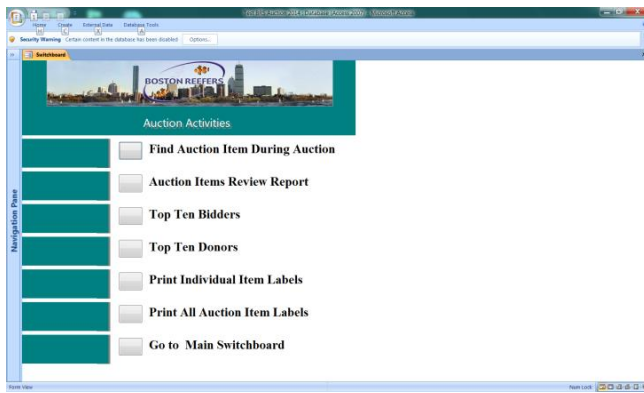 Home Create External Data Database Tools
Security Warning Certain content in the database has been disabled Options...
Switchboard
BOSTON REEFERS
Auction Activities
Navigation Pane
Find Auction Item During Auction
Auction Items Review Report
Top Ten Bidders
Top Ten Donors
Print Individual Item Labels
Print All Auction Item Labels
Go to Main Switchboard
Form View
Num Lock